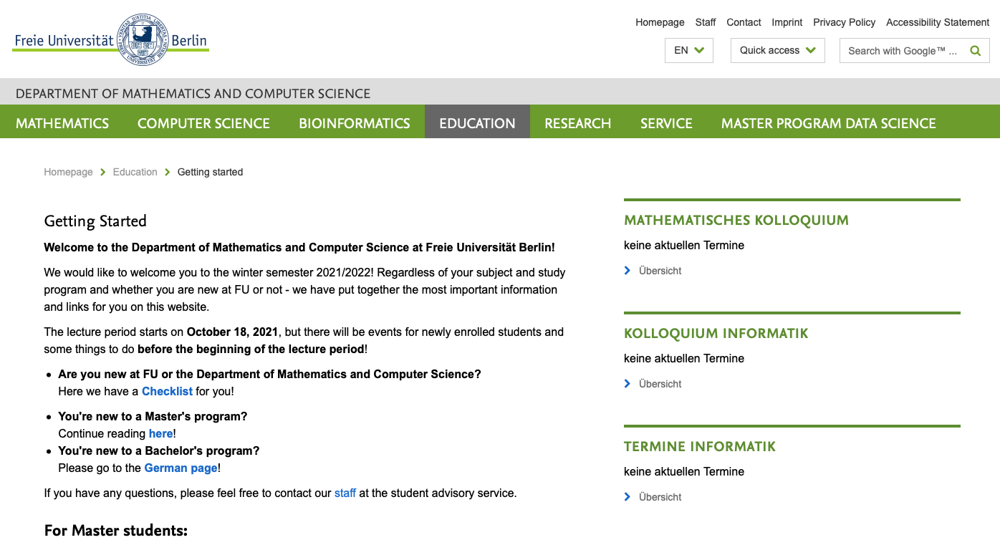 Freie Universität Berlin
Homepage Staff Contact Imprint Privacy Policy Accessibility Statement
EN Quick access Search with Google™ ...
DEPARTMENT OF MATHEMATICS AND COMPUTER SCIENCE
MATHEMATICS COMPUTER SCIENCE BIOINFORMATICS EDUCATION RESEARCH SERVICE MASTER PROGRAM DATA SCIENCE
Homepage Education Getting started
Getting Started
Welcome to the Department of Mathematics and Computer Science at Freie Universität Berlin!
We would like to welcome you to the winter semester 2021/2022! Regardless of your subject and study
program and whether you are new at FU or not - we have put together the most important information
and links for you on this website.
The lecture period starts on October 18, 2021, but there will be events for newly enrolled students and
some things to do before the beginning of the lecture period!
Are you new at FU or the Department of Mathematics and Computer Science?
Here we have a Checklist for you!
You're new to a Master's program?
Continue reading here!
You're new to a Bachelor's program?
Please go to the German page!
If you have any questions, please feel free to contact our staff at the student advisory service.
For Master students:
MATHEMATISCHES KOLLOQUIUM
keine aktuellen Termine
Übersicht
KOLLOQUIUM INFORMATIK
keine aktuellen Termine
Übersicht
TERMINE INFORMATIK
keine aktuellen Termine
Übersicht